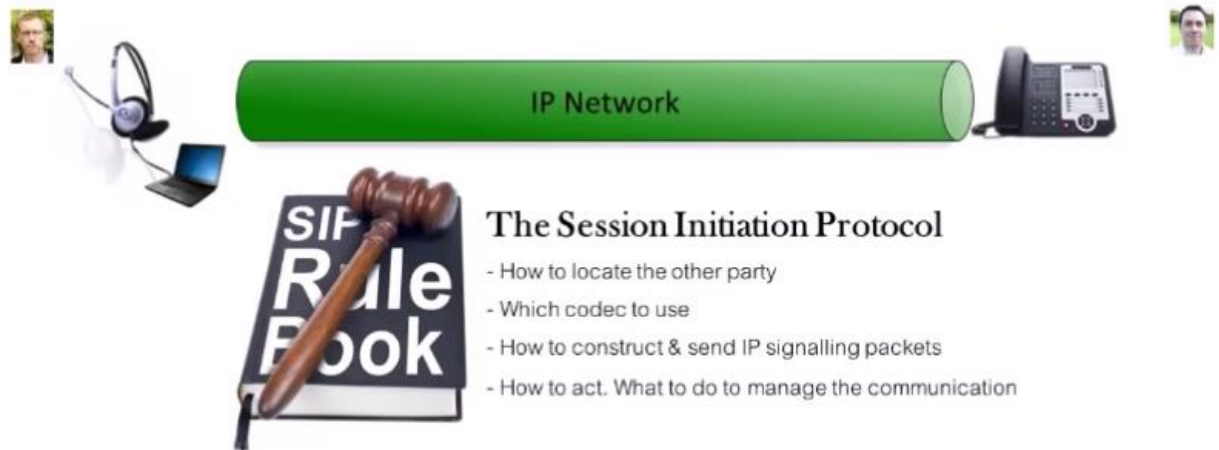 IP Network
SIP
Rule
Book
The Session Initiation Protocol
- How to locate the other party
- Which codec to use
- How to construct & send IP signalling packets
- How to act. What to do to manage the communication